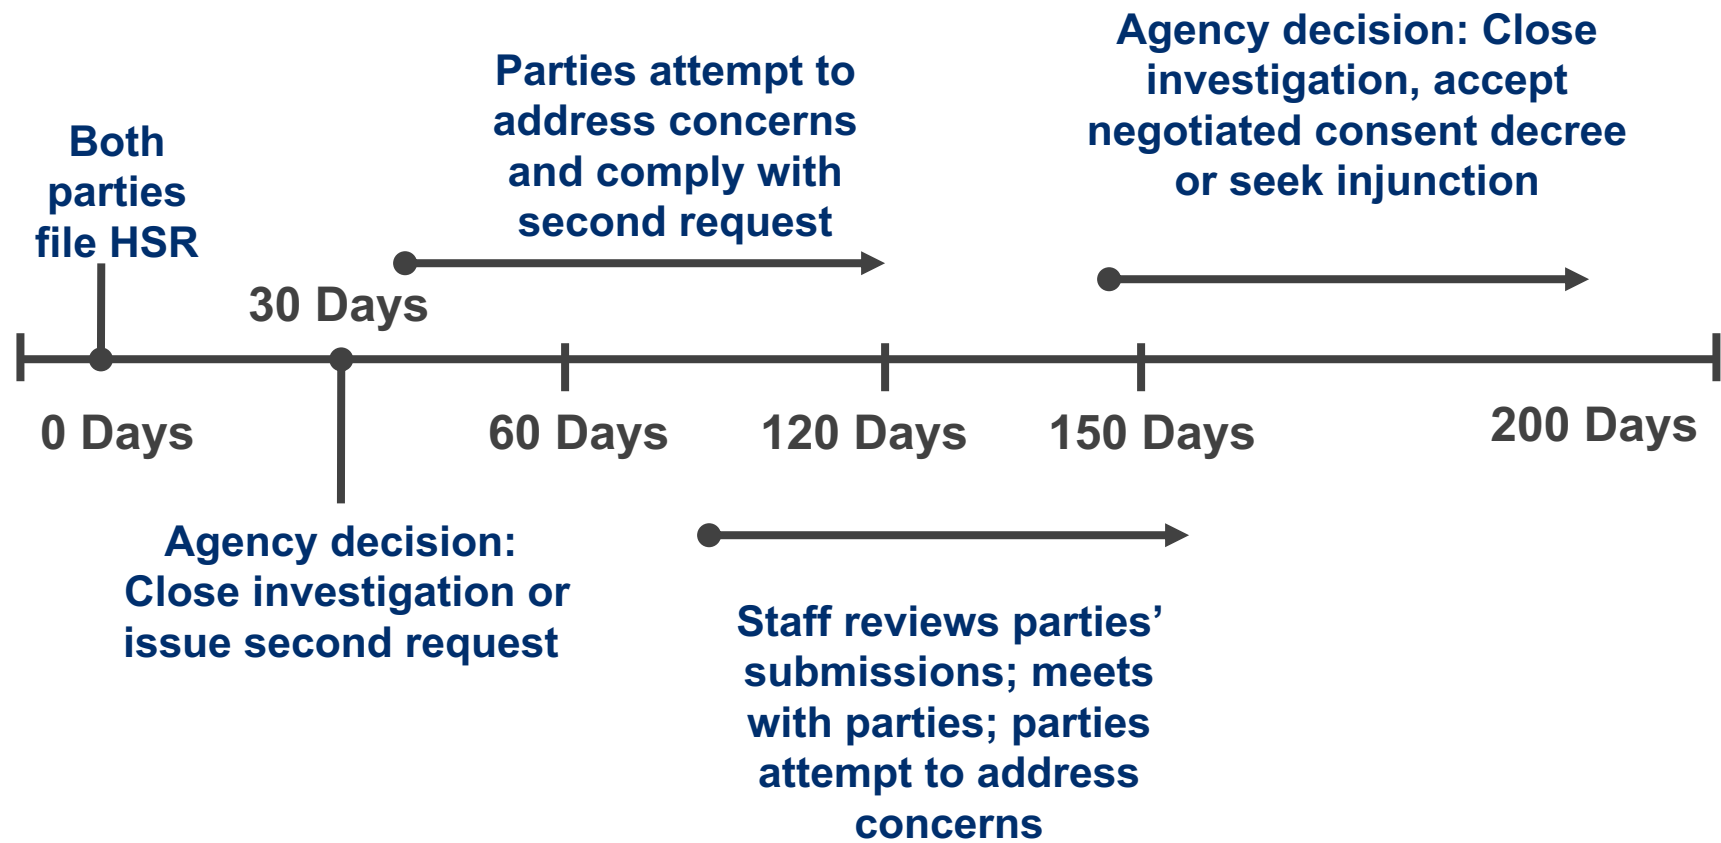 Both
parties
file HSR
Parties attempt to
address concerns
and comply with
second request
Agency decision: Close
investigation, accept
negotiated consent decree
or seek injunction
30 Days
0 Days
60 Days
120 Days
150 Days
200 Days
Agency decision:
Close investigation or
issue second request
Staff reviews parties’
submissions; meets
with parties; parties
attempt to address
concerns